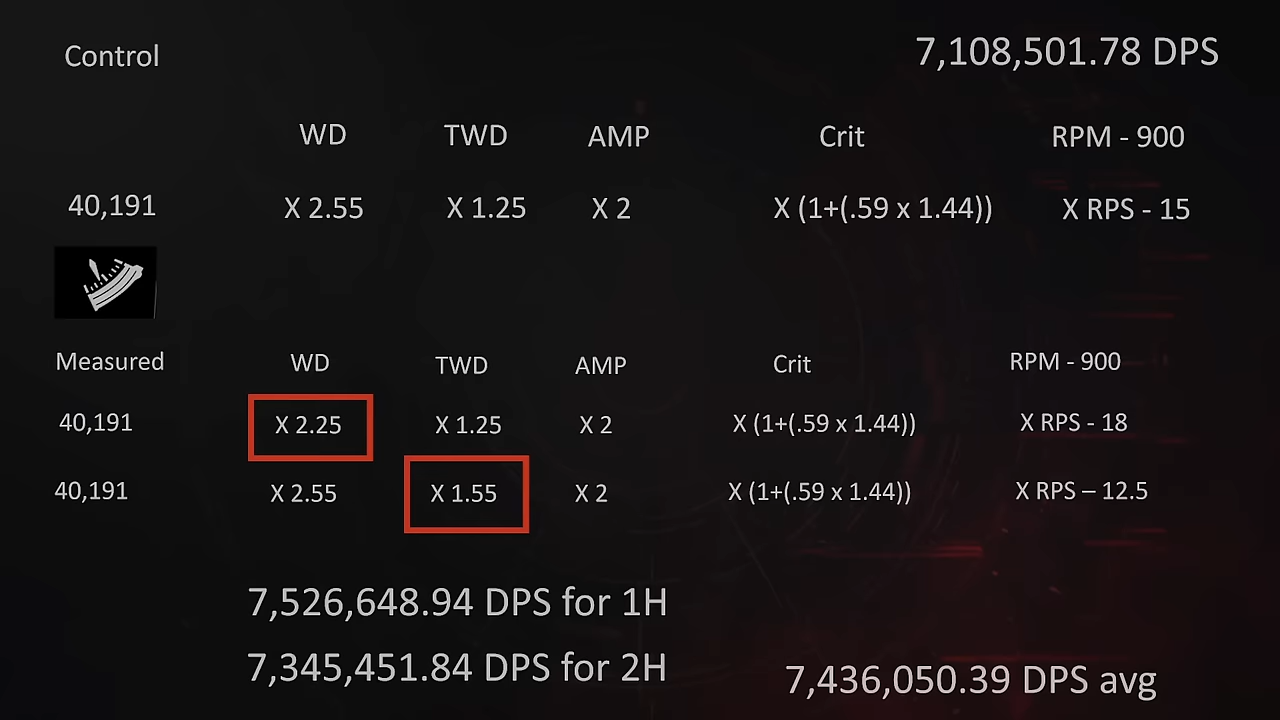 Control 7,108,501.78 DPS
WD TWD AMP Crit RPM - 900
40,191 X 2.55 X 1.25 X 2 X (1+(.59 x 1.44)) X RPS - 15
Measured WD TWD AMP Crit RPM - 900
40,191 X 2.25 X 1.25 X 2 X (1+(.59 x 1.44)) X RPS - 18
40,191 X 2.55 X 1.55 X 2 X (1+(.59 x 1.44)) X RPS – 12.5
7,526,648.94 DPS for 1H
7,345,451.84 DPS for 2H
7,436,050.39 DPS avg